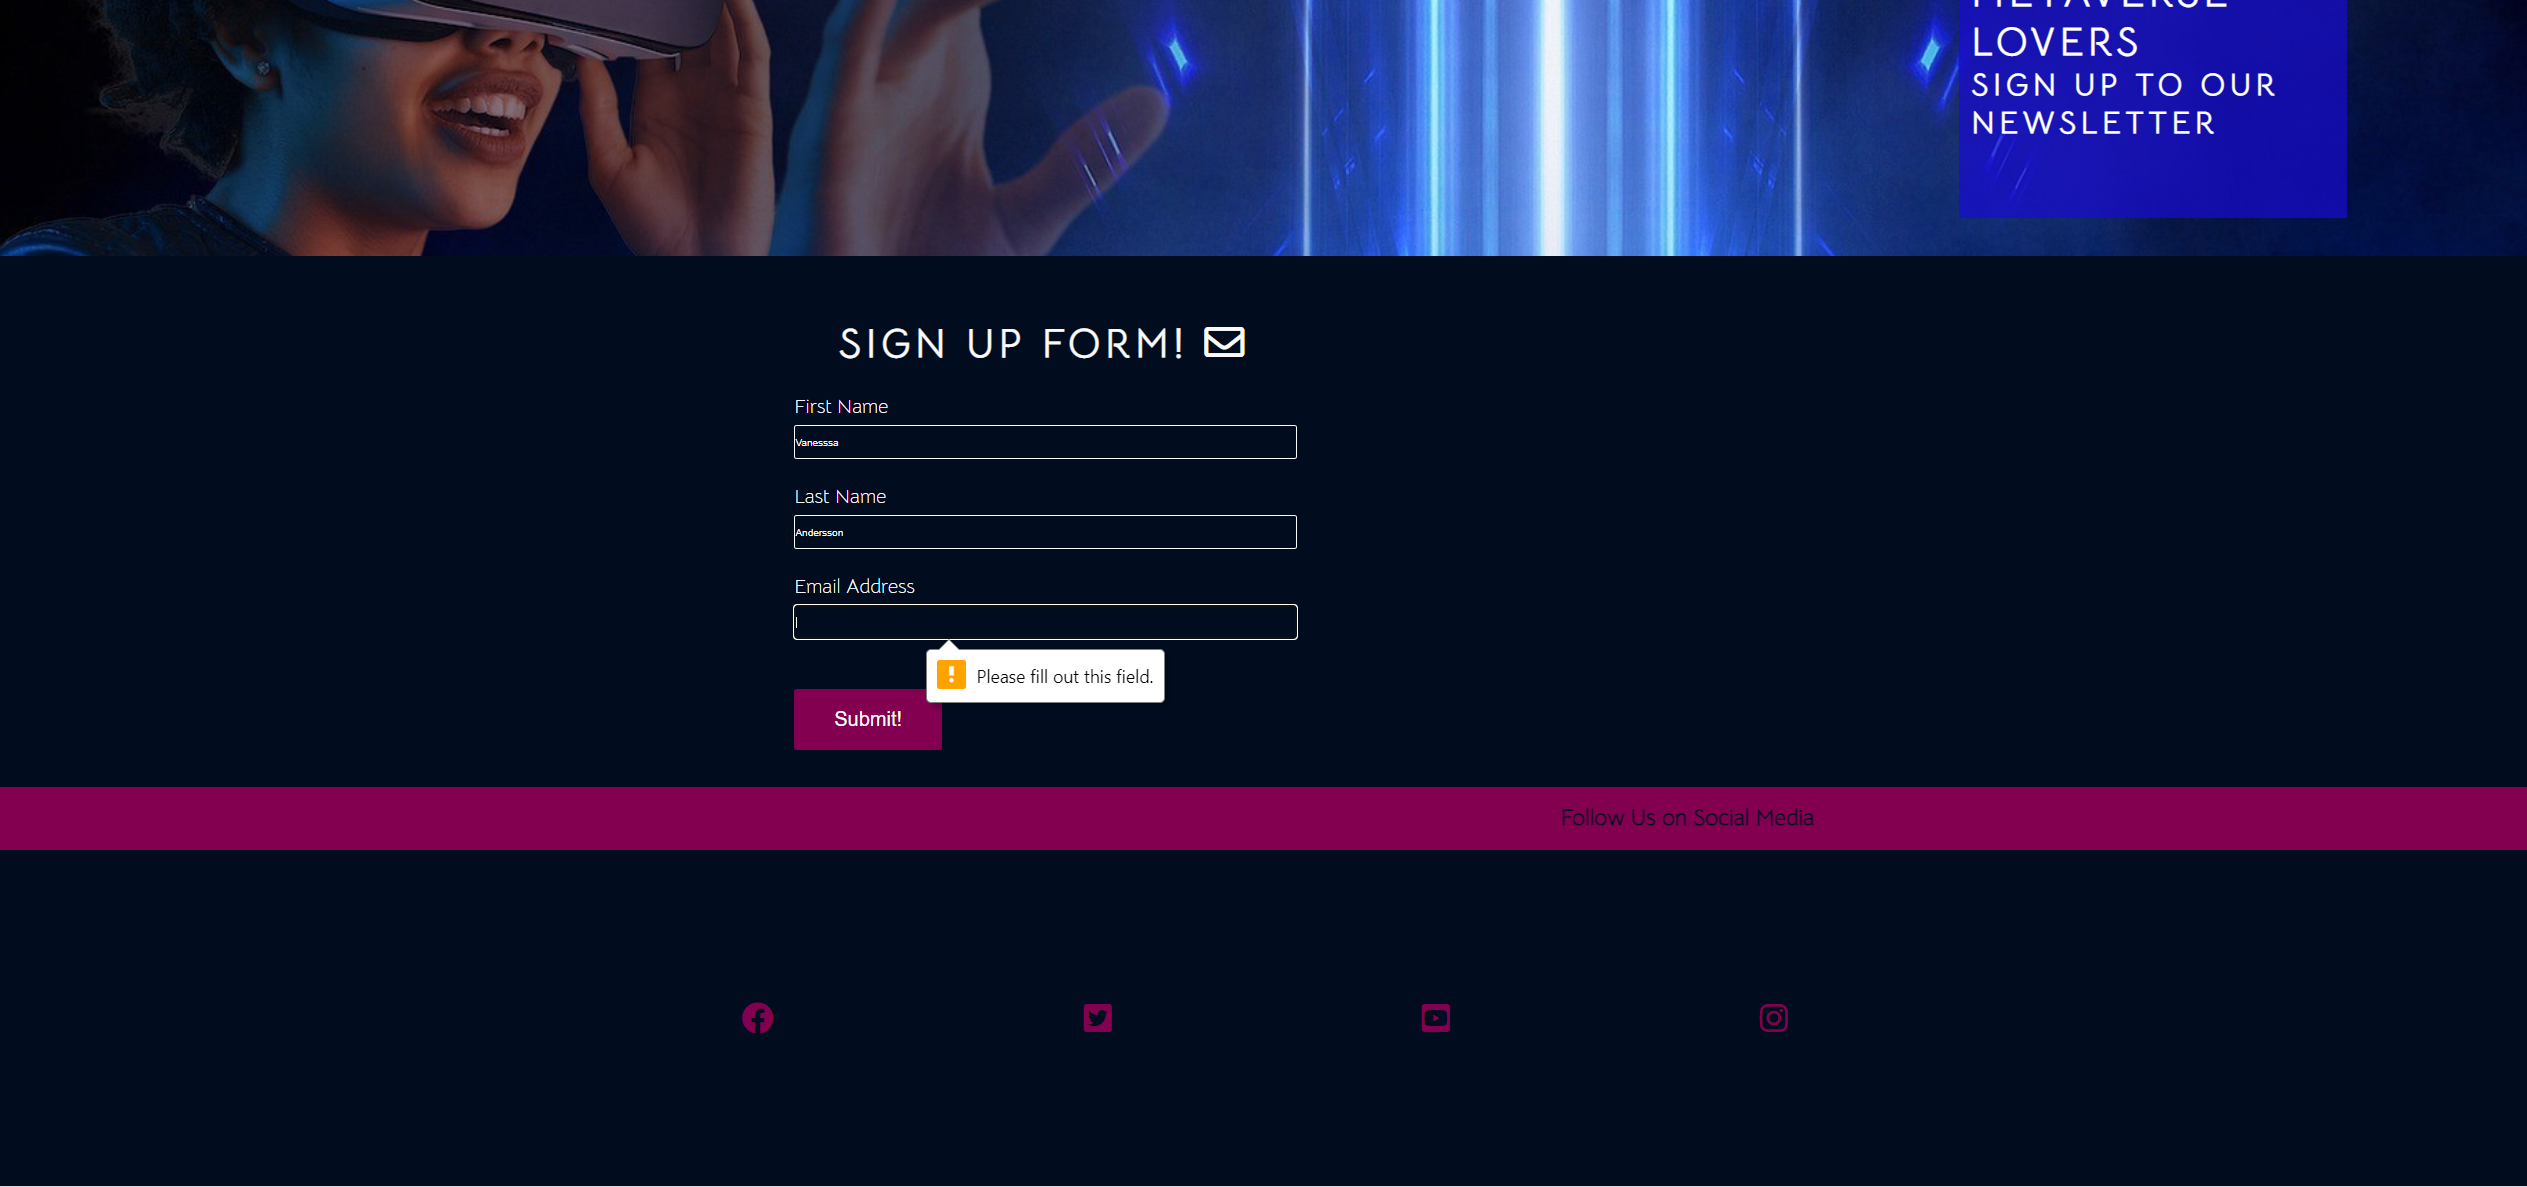 METAVERSE
LOVERS
SIGN UP TO OUR
NEWSLETTER
SIGN UP FORM!
First Name
Vanesssa
Last Name
Andersson
Email Address
Please fill out this field.
Submit!
Follow Us on Social Media